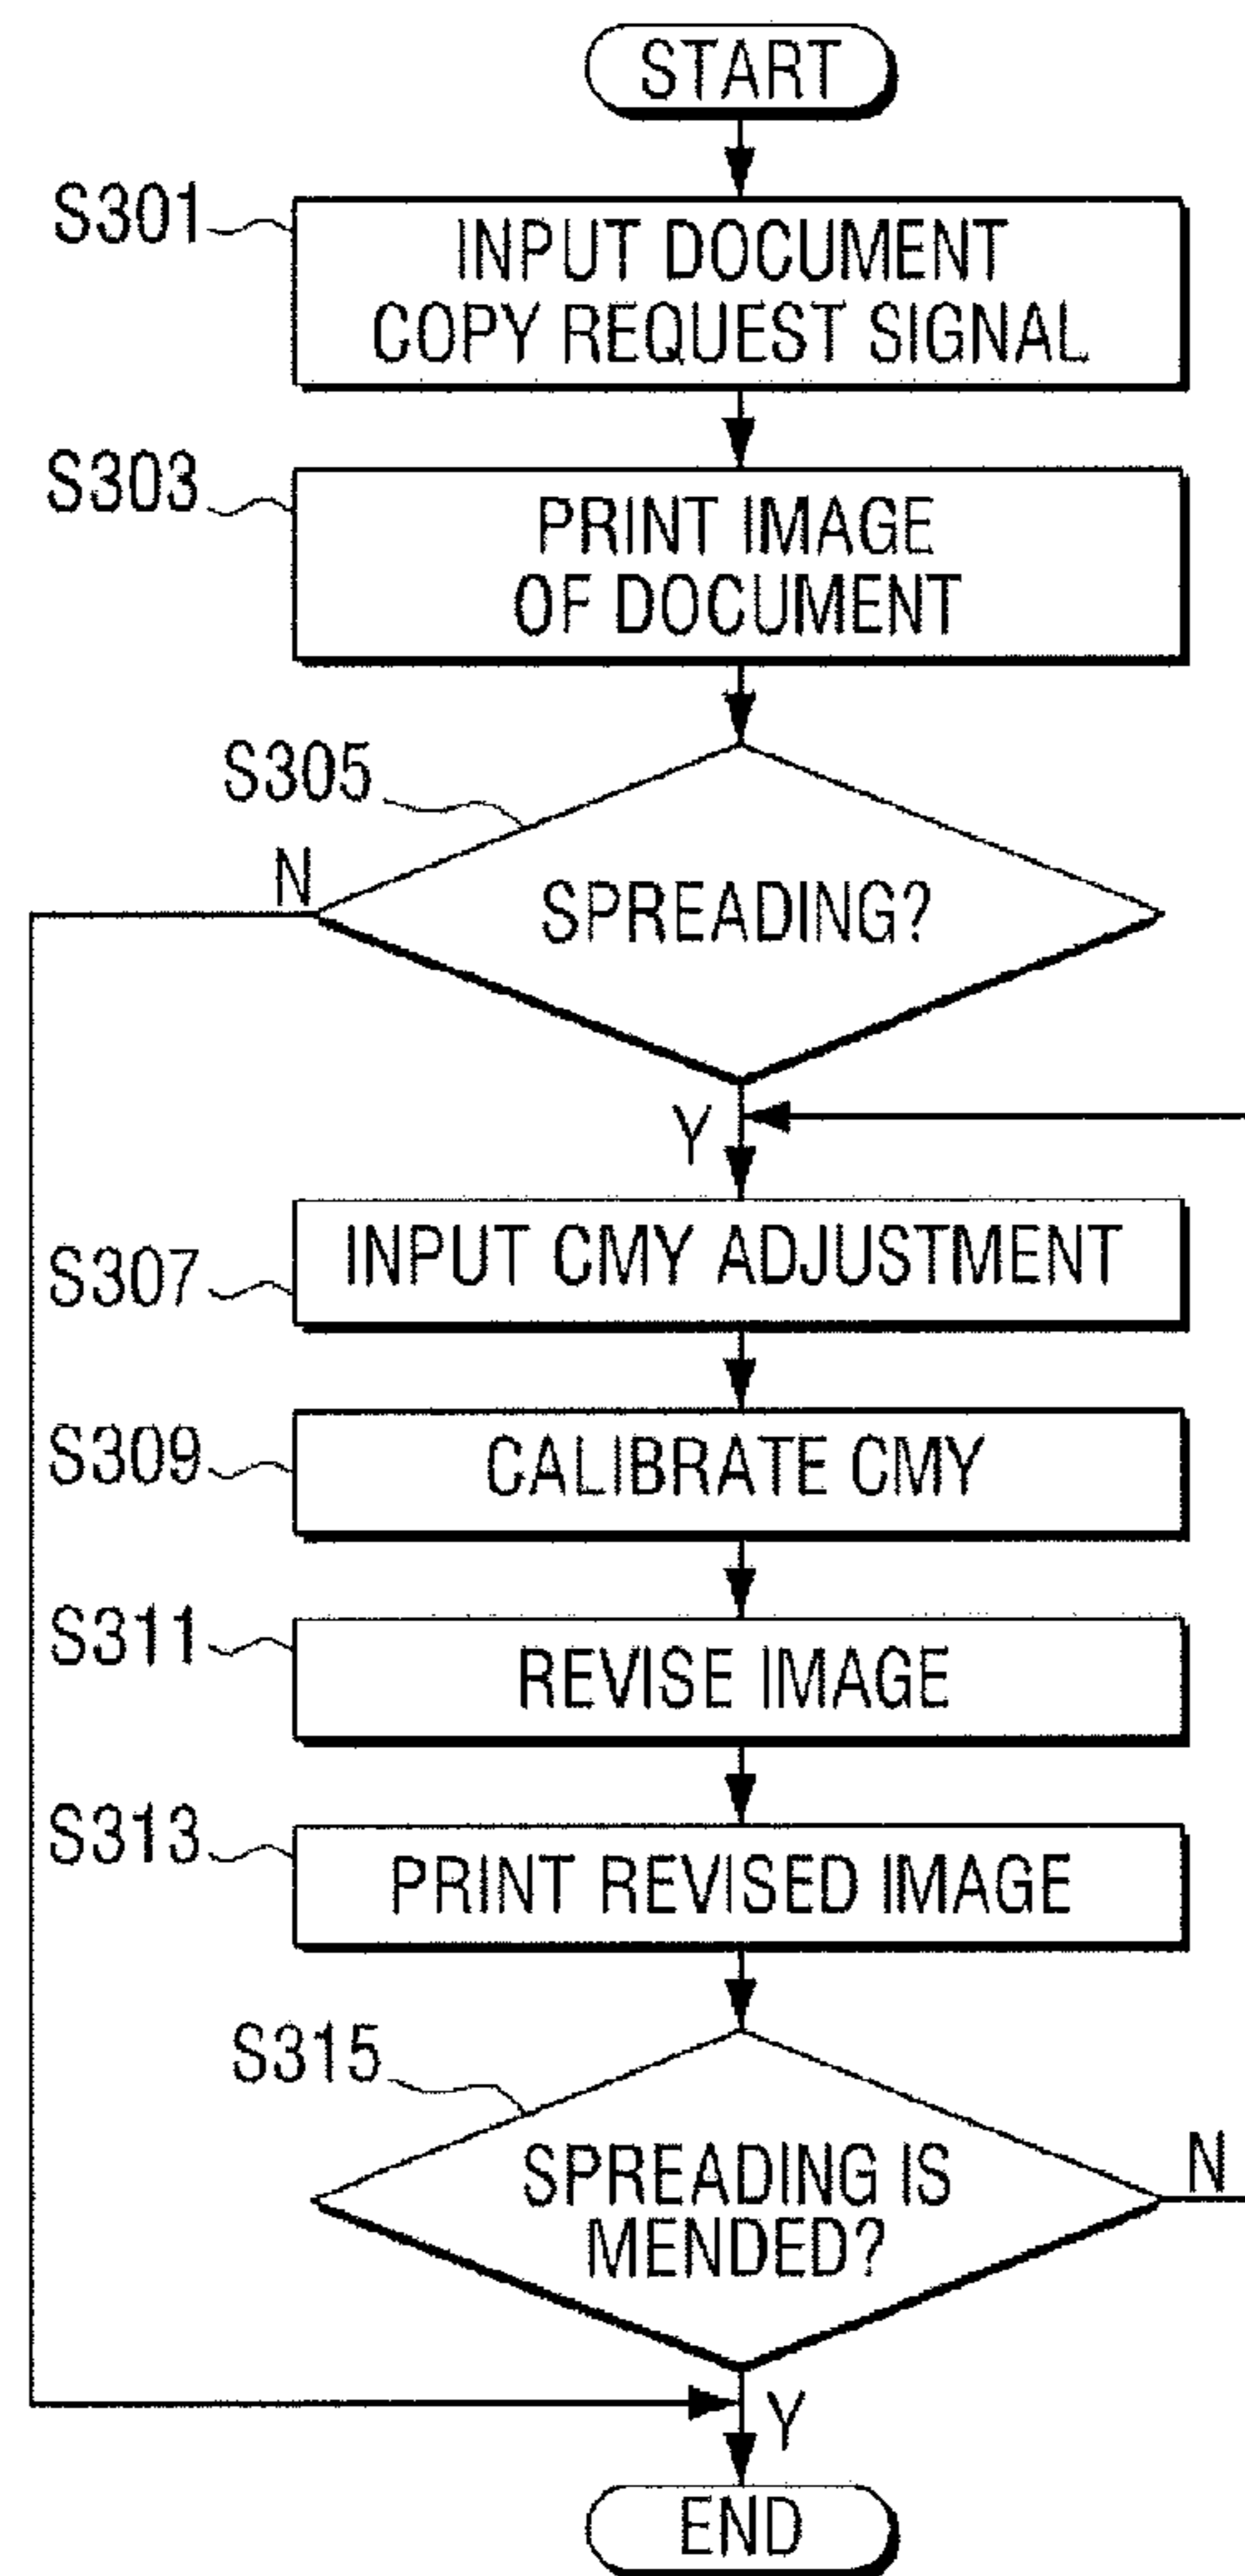 START
S301
INPUT DOCUMENT
COPY REQUEST SIGNAL
S303
PRINT IMAGE
OF DOCUMENT
S305
N
SPREADING?
Y
S307
INPUT CMY ADJUSTMENT
S309
CALIBRATE CMY
S311
REVISE IMAGE
S313
PRINT REVISED IMAGE
S315
SPREADING IS
MENDED?
N
Y
END